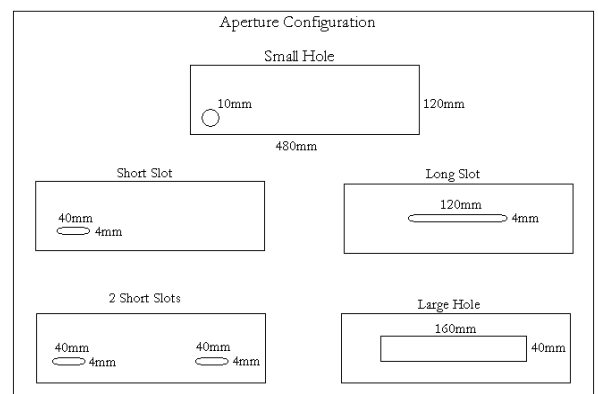 Aperture Configuration
Small Hole
10mm
120mm
480mm
Short Slot
40mm
4mm
Long Slot
120mm
4mm
2 Short Slots
40mm
4mm
40mm
4mm
Large Hole
160mm
40mm